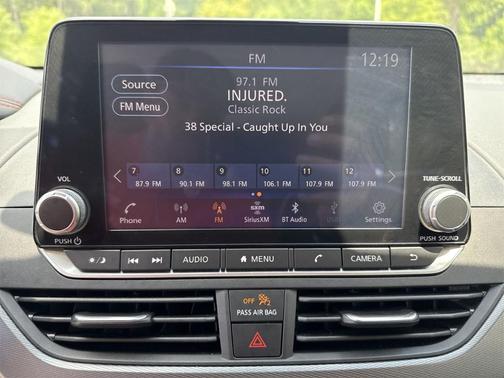 FM
12:19
Source
FM Menu
97.1 FM
INJURED.
Classic Rock
38 Special - Caught Up In You
7 8 9 10 11 12
87.9 FM 90.1 FM 98.1 FM 106.1 FM 107.9 FM 107.9 FM
Phone AM FM SiriusXM BT Audio USB Settings
sxm
VOL
TUNE•SCROLL
PUSH
PUSH SOUND
AUDIO MENU CAMERA
OFF 2
PASS AIR BAG